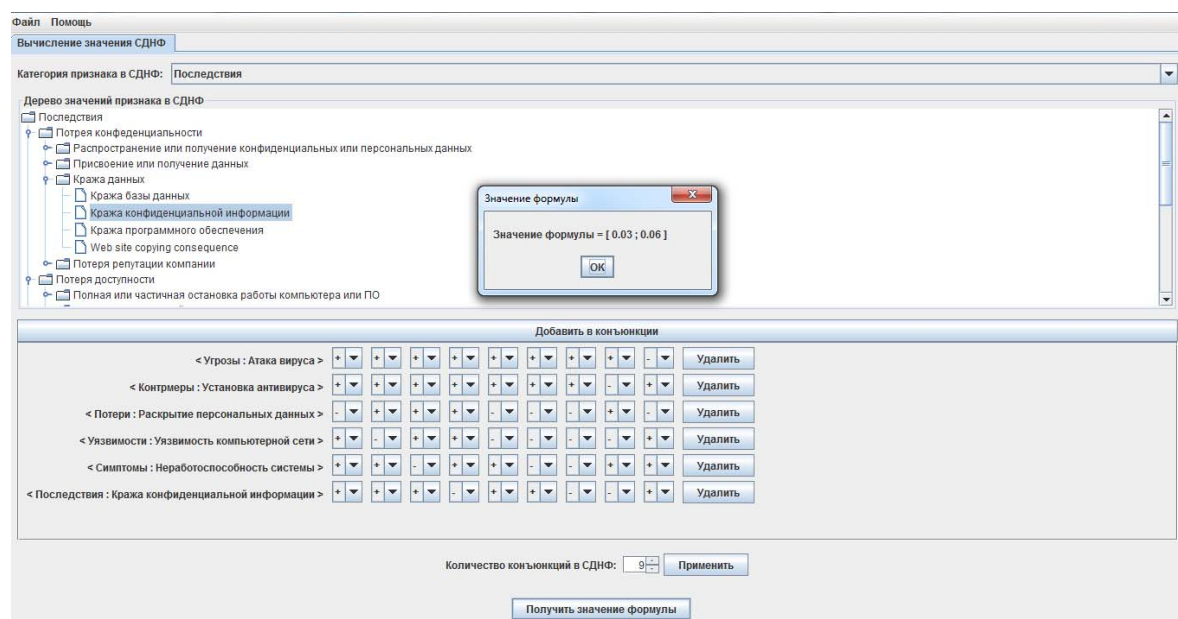 Файл Помощь
Вычисление значения СДНФ
Категория признака в СДНФ: Последствия
Дерево значений признака в СДНФ
Последствия
Потрея конфеденциальности
Распространение или получение конфиденциальных или персональных данных
Присвоение или получение данных
Кража данных
Кража базы данных
Кража конфиденциальной информации
Кража программного обеспечения
Web site copying consequence
Потеря репутации компании
Потеря доступности
Полная или частичная остановка работы компьютера или ПО
Значение формулы
Значение формулы = [ 0.03 ; 0.06 ]
ОК
Добавить в конъюнкции
< Угрозы : Атака вируса > + + + + + + + + - Удалить
< Контрмеры : Установка антивируса > + + + + + + + - + Удалить
< Потери : Раскрытие персональных данных > - + + + - - - + - Удалить
< Уязвимости : Уязвимость компьютерной сети > + - + + - - - - + Удалить
< Симптомы : Неработоспособность системы > + + - + + - - + + Удалить
< Последствия : Кража конфиденциальной информации > + + + - + + - - + Удалить
Количество конъюнкций в СДНФ: 9 Применить
Получить значение формулы